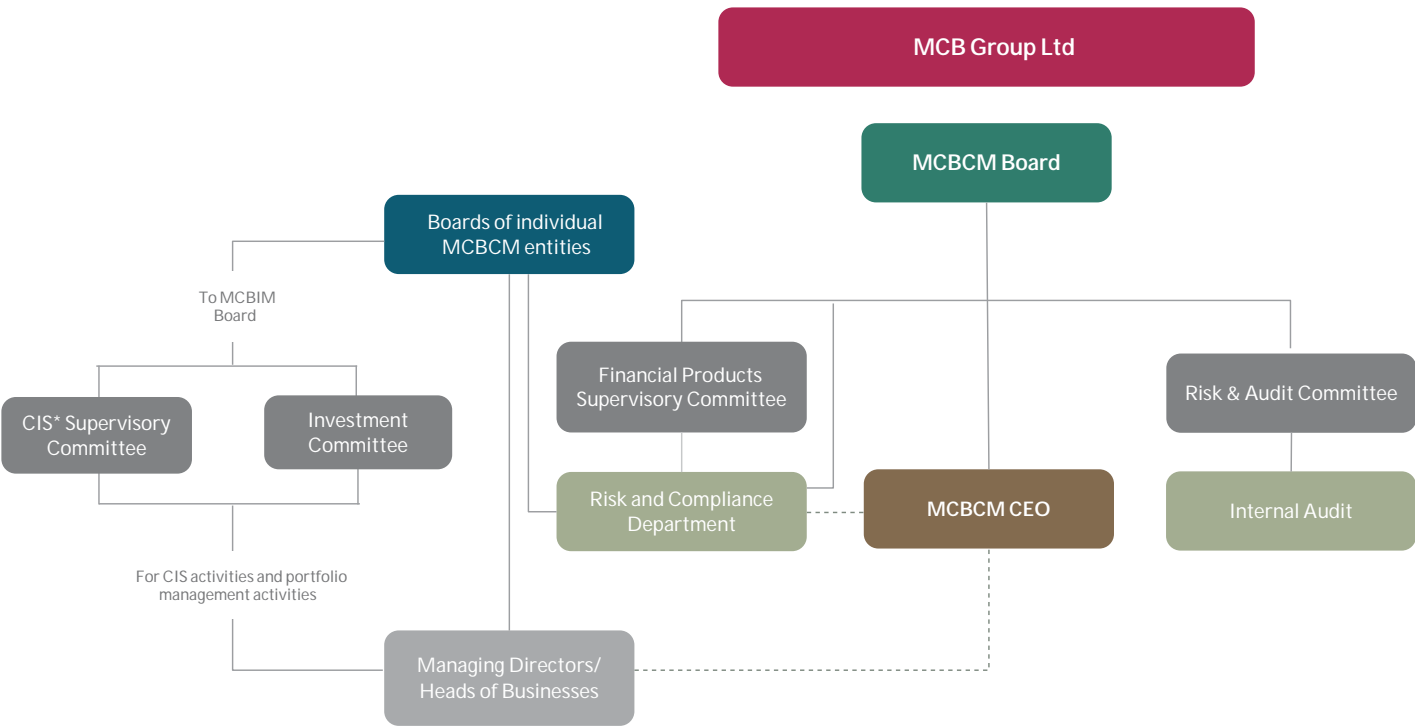 MCB Group Ltd
MCBCM Board
Boards of individual
MCBCM entities
To MCBIM
Board
Financial Products
Supervisory Committee
Risk & Audit Committee
CIS* Supervisory
Committee
Investment
Committee
Risk and Compliance
Department
MCBCM CEO
Internal Audit
For CIS activities and portfolio
management activities
Managing Directors/
Heads of Businesses